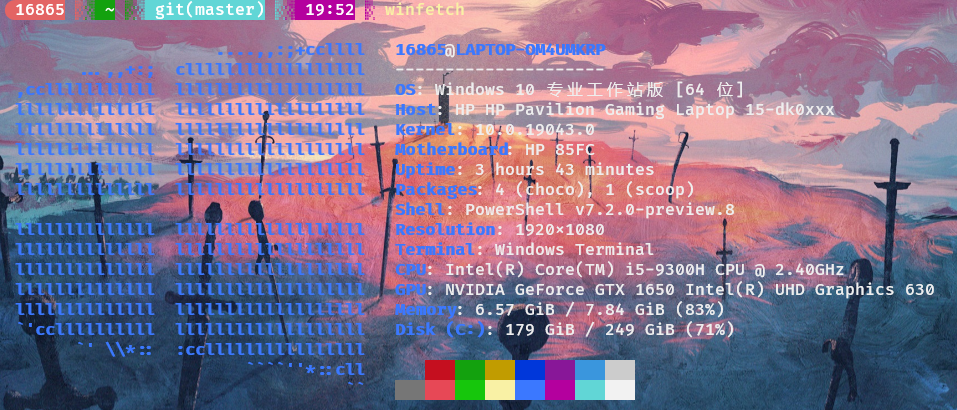 16865 ~ git(master) 19:52 winfetch
16865@LAPTOP-QM4UMKRP
---------------------
OS: Windows 10 专业工作站版 [64 位]
Host: HP HP Pavilion Gaming Laptop 15-dk0xxx
Kernel: 10.0.19043.0
Motherboard: HP 85FC
Uptime: 3 hours 43 minutes
Packages: 4 (choco), 1 (scoop)
Shell: PowerShell v7.2.0-preview.8
Resolution: 1920×1080
Terminal: Windows Terminal
CPU: Intel(R) Core(TM) i5-9300H CPU @ 2.40GHz
GPU: NVIDIA GeForce GTX 1650 Intel(R) UHD Graphics 630
Memory: 6.57 GiB / 7.84 GiB (83%)
Disk (C:): 179 GiB / 249 GiB (71%)